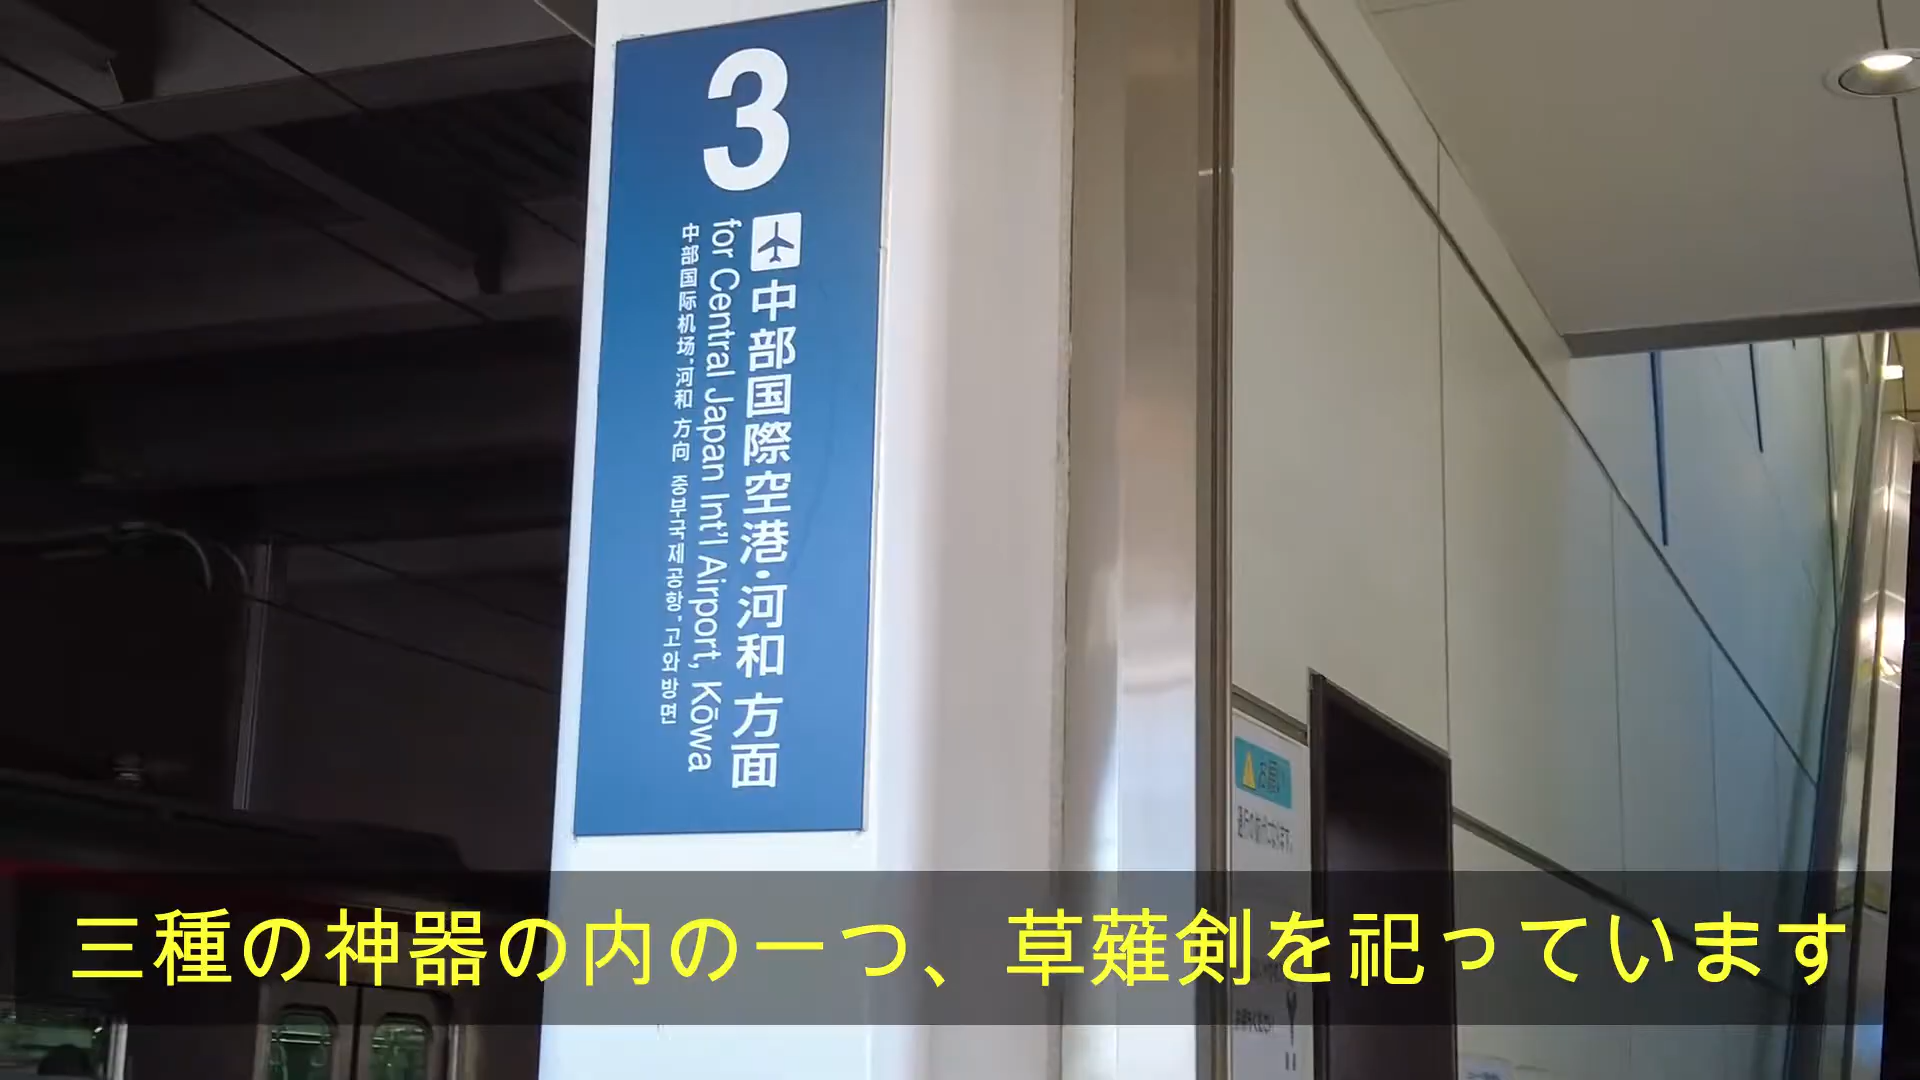 3
中部国際空港・河和 方面
for Central Japan Int'l Airport, Kōwa
中部国际机场,河和 方向 중부국제공항, 고와 방면
お願い
三種の神器の内の一つ、草薙剣を祀っています